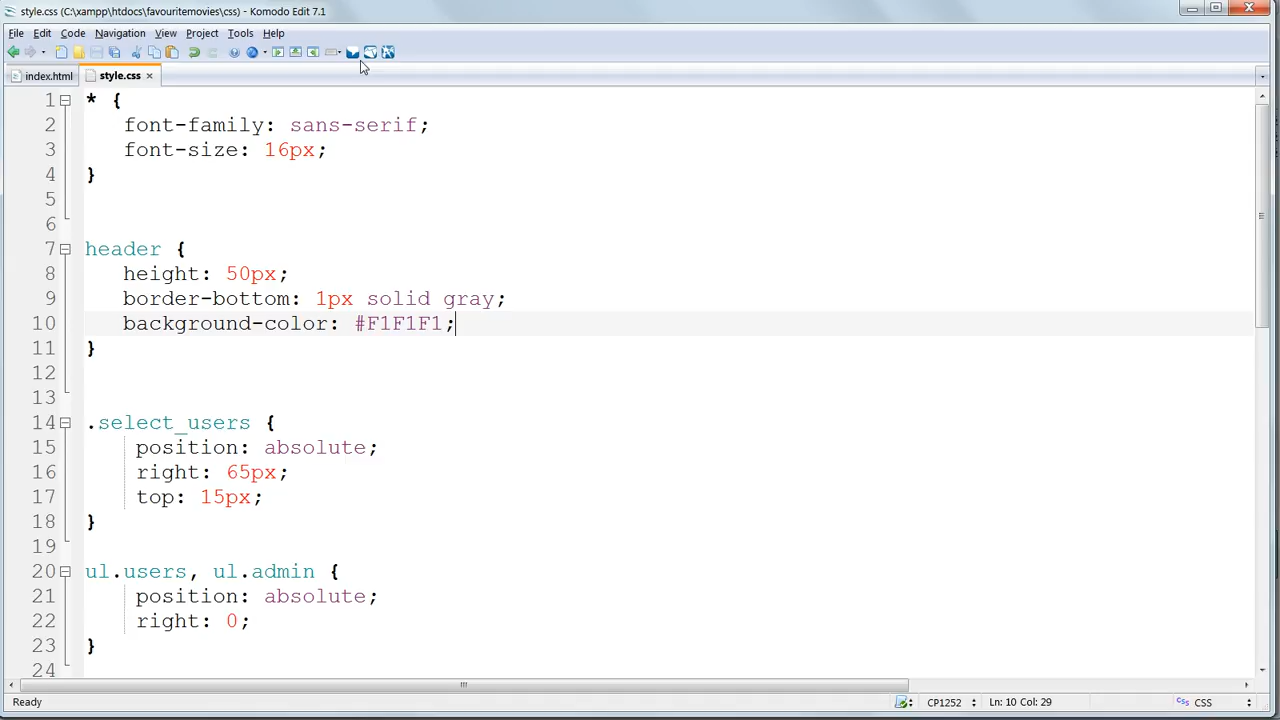 style.css (C:\xampp\htdocs\favouritemovies\css) - Komodo Edit 7.1
File Edit Code Navigation View Project Tools Help
index.html style.css
1 * {
2 font-family: sans-serif;
3 font-size: 16px;
4 }
5
6
7 header {
8 height: 50px;
9 border-bottom: 1px solid gray;
10 background-color: #F1F1F1;
11 }
12
13
14 .select_users {
15 position: absolute;
16 right: 65px;
17 top: 15px;
18 }
19
20 ul.users, ul.admin {
21 position: absolute;
22 right: 0;
23 }
24
Ready CP1252 Ln: 10 Col: 29 CSS